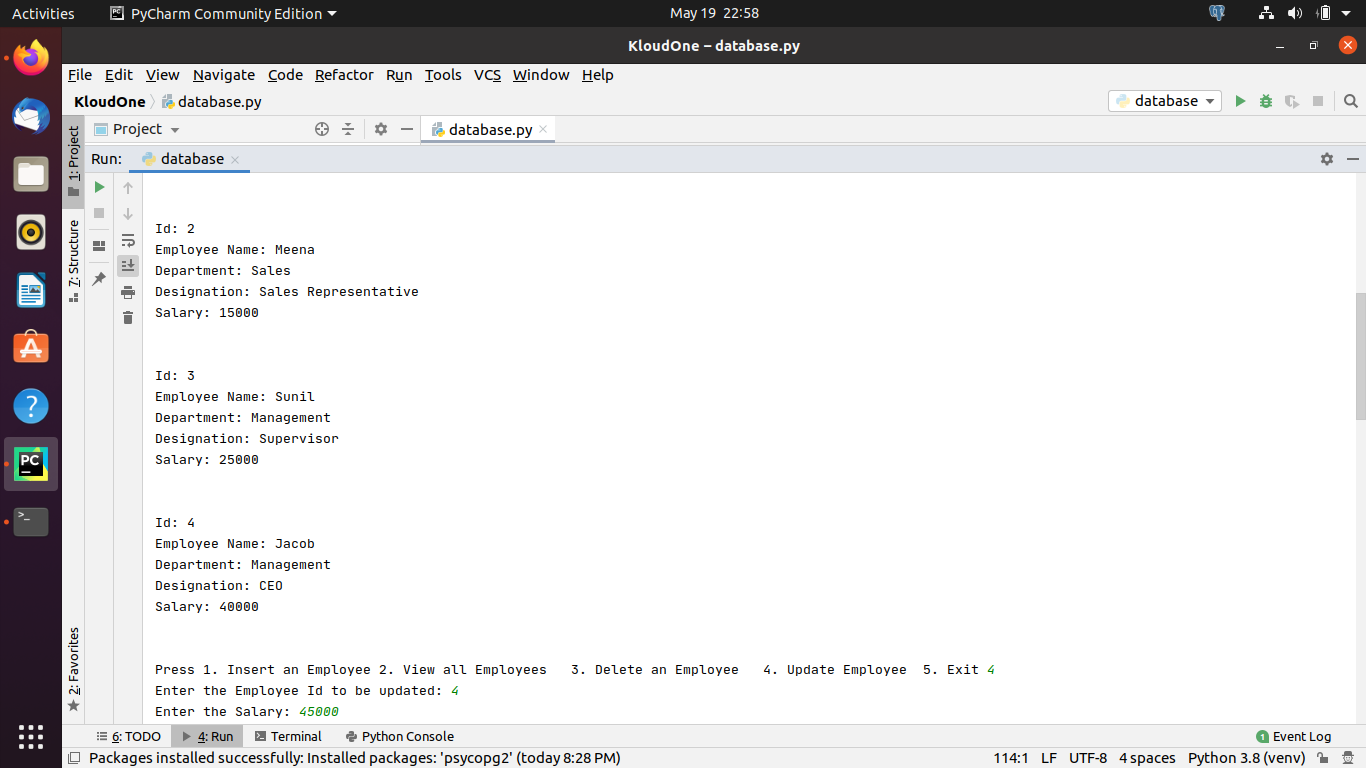 Activities PyCharm Community Edition May 19 22:58
KloudOne – database.py
File Edit View Navigate Code Refactor Run Tools VCS Window Help
KloudOne database.py database
1: Project Project database.py
Run: database
7: Structure
Id: 2
Employee Name: Meena
Department: Sales
Designation: Sales Representative
Salary: 15000
Id: 3
Employee Name: Sunil
Department: Management
Designation: Supervisor
Salary: 25000
Id: 4
Employee Name: Jacob
Department: Management
Designation: CEO
Salary: 40000
2: Favorites
Press 1. Insert an Employee 2. View all Employees 3. Delete an Employee 4. Update Employee 5. Exit 4
Enter the Employee Id to be updated: 4
Enter the Salary: 45000
6: TODO 4: Run Terminal Python Console 1 Event Log
Packages installed successfully: Installed packages: 'psycopg2' (today 8:28 PM) 114:1 LF UTF-8 4 spaces Python 3.8 (venv)